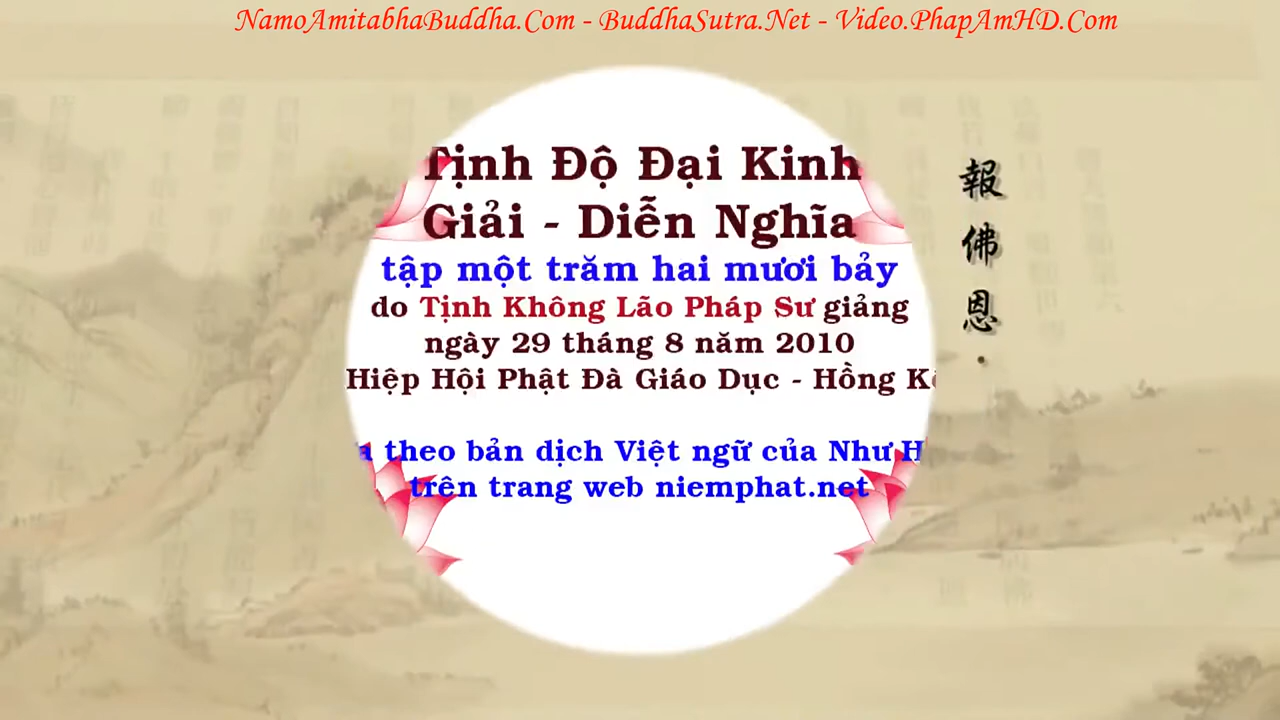 NamoAmitabhaBuddha.Com - BuddhaSutra.Net - Video.PhapAmHD.Com
Tịnh Độ Đại Kinh
Giải - Diễn Nghĩa
tập một trăm hai mươi bảy
do Tịnh Không Lão Pháp Sư giảng
ngày 29 tháng 8 năm 2010
Hiệp Hội Phật Đà Giáo Dục - Hồng
theo bản dịch Việt ngữ của Như
trên trang web niemphat.net
報佛恩·